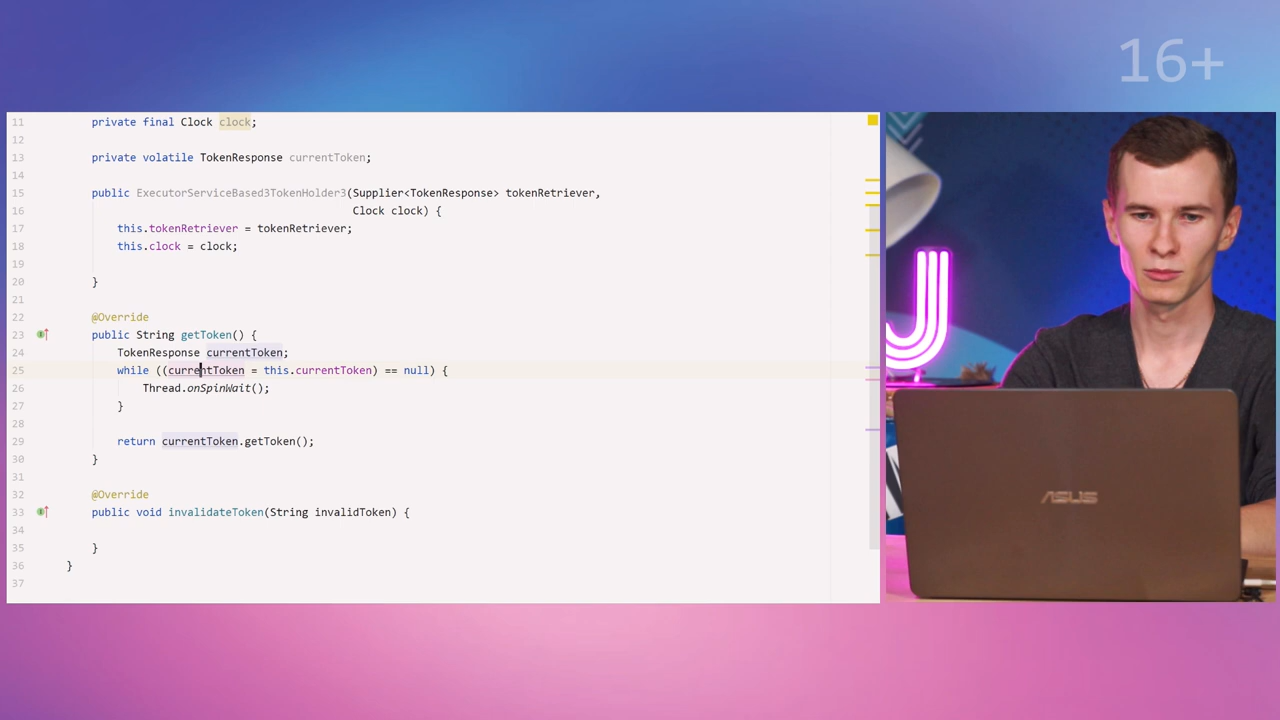 16+
11 private final Clock clock;
12
13 private volatile TokenResponse currentToken;
14
15 public ExecutorServiceBased3TokenHolder3(Supplier<TokenResponse> tokenRetriever,
16 Clock clock) {
17 this.tokenRetriever = tokenRetriever;
18 this.clock = clock;
19
20 }
21
22 @Override
23 public String getToken() {
24 TokenResponse currentToken;
25 while ((currentToken = this.currentToken) == null) {
26 Thread.onSpinWait();
27 }
28
29 return currentToken.getToken();
30 }
31
32 @Override
33 public void invalidateToken(String invalidToken) {
34
35 }
36 }
37
ASUS